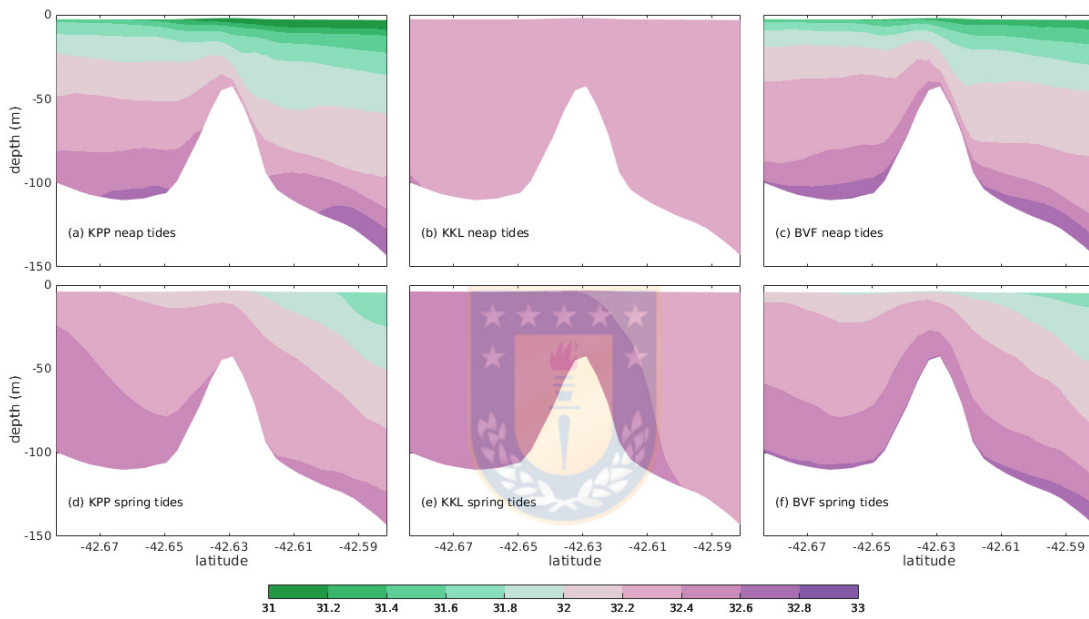 0
-50
-100
-150
depth (m)
(a) KPP neap tides
(b) KKL neap tides
(c) BVF neap tides
0
-50
-100
-150
depth (m)
(d) KPP spring tides
(e) KKL spring tides
(f) BVF spring tides
-42.67 -42.65 -42.63 -42.61 -42.59
-42.67 -42.65 -42.63 -42.61 -42.59
-42.67 -42.65 -42.63 -42.61 -42.59
latitude latitude latitude
31 31.2 31.4 31.6 31.8 32 32.2 32.4 32.6 32.8 33